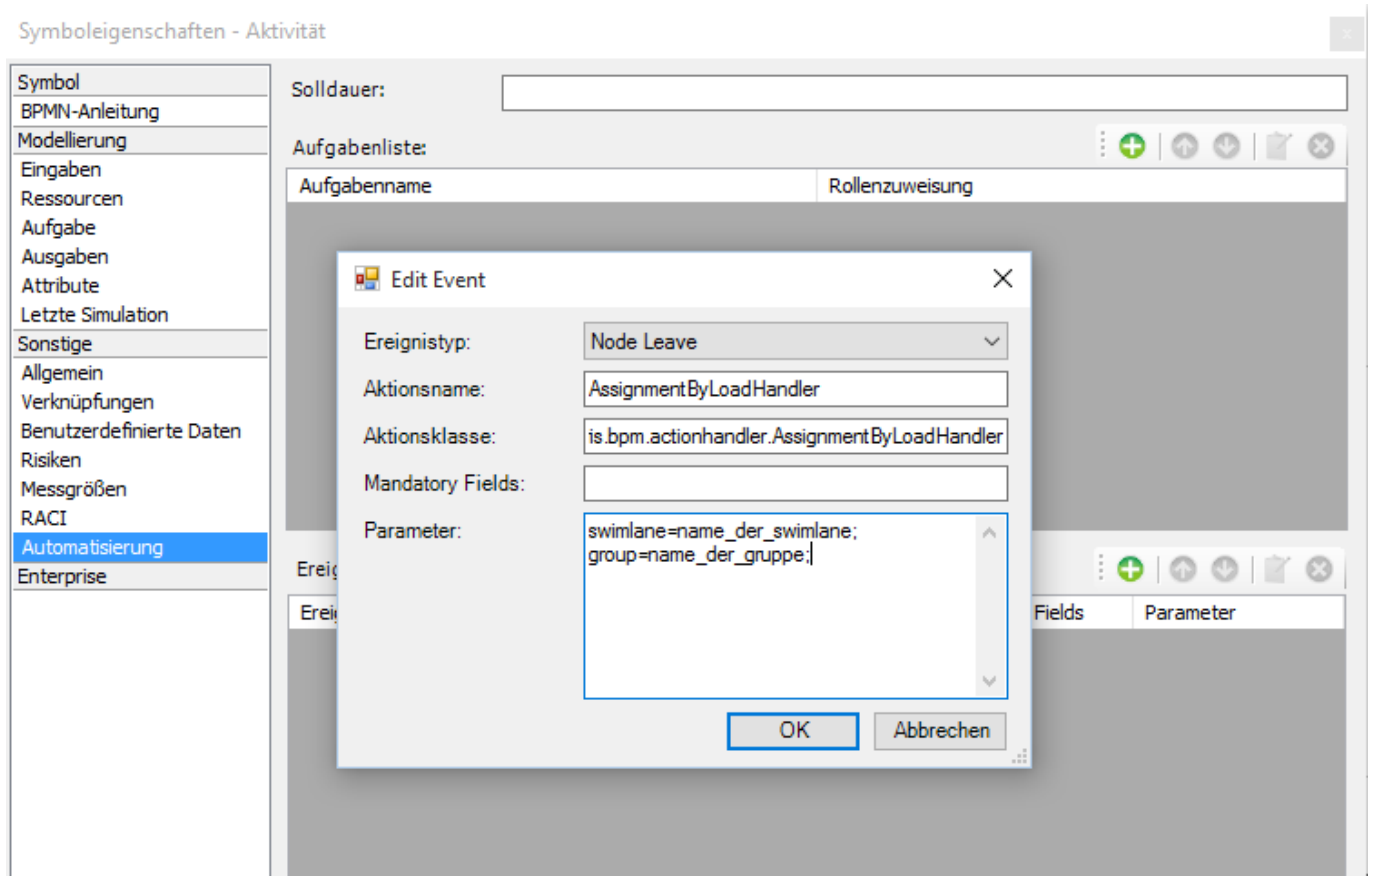 Symboleigenschaften - Aktivität
Symbol
BPMN-Anleitung
Modellierung
Eingaben
Ressourcen
Aufgabe
Ausgaben
Attribute
Letzte Simulation
Sonstige
Allgemein
Verknüpfungen
Benutzerdefinierte Daten
Risiken
Messgrößen
RACI
Automatisierung
Enterprise
Solldauer:
Aufgabenliste:
Aufgabenname Rollenzuweisung
Edit Event
Ereignistyp: Node Leave
Aktionsname: AssignmentByLoadHandler
Aktionsklasse: is.bpm.actionhandler.AssignmentByLoadHandler
Mandatory Fields:
Parameter: swimlane=name_der_swimlane;
group=name_der_gruppe;
OK Abbrechen
Fields Parameter